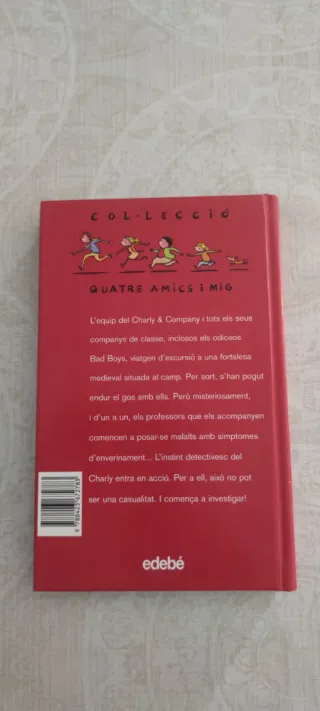 COL·LECCIÓ
QUATRE AMICS I MIG
L'equip del Charly & Company i tots els seus
companys de classe, inclosos els odiosos
Bad Boys, viatgen d'excursió a una fortalesa
medieval situada al camp. Per sort, s'han pogut
endur el gos amb ells. Però misteriosament,
i d'un a un, els professors que els acompanyen
comencen a posar-se malalts amb símptomes
d'enverinament... L'instint detectivesc del
Charly entra en acció. Per a ell, això no pot
ser una casualitat. I comença a investigar!
edebé
9788423672783